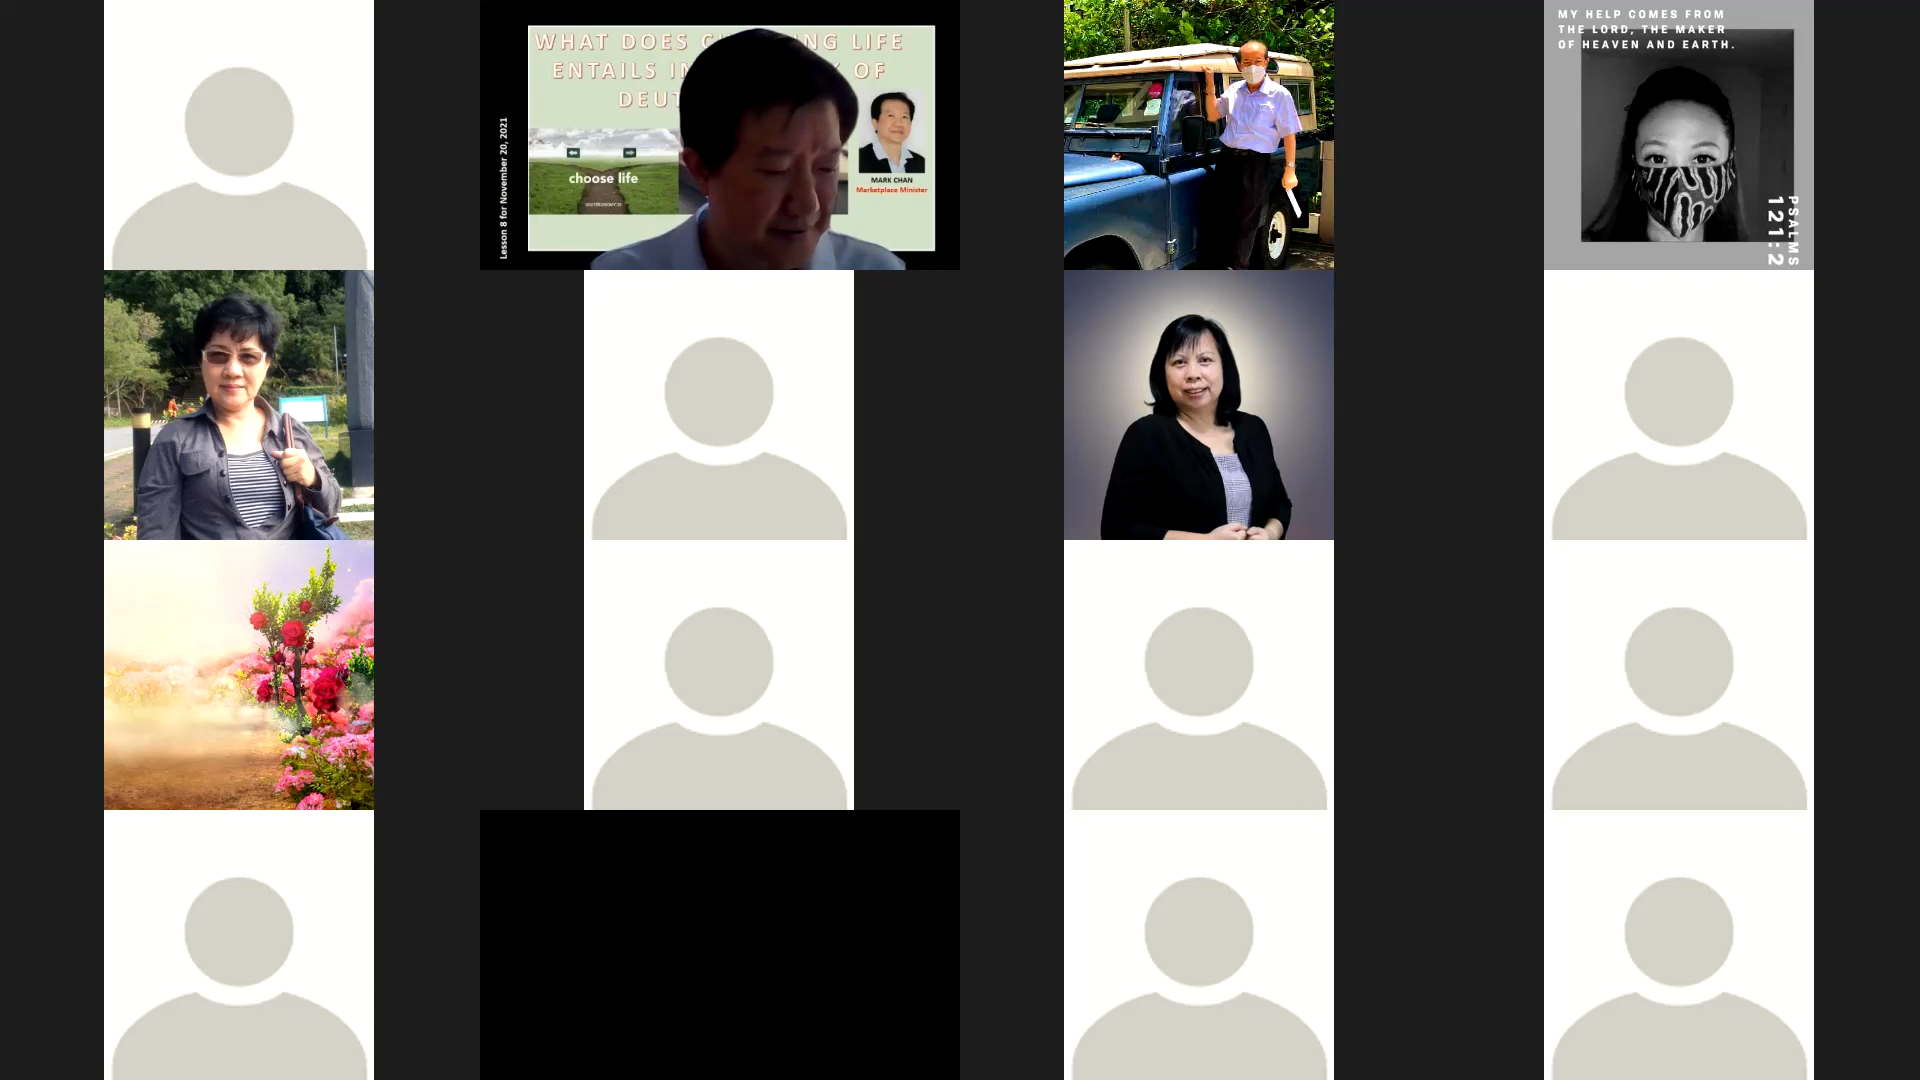 WHAT DOES CH NG LIFE
ENTAILS IN K OF
DEUT
Lesson 8 for November 20, 2021
choose life
MARK CHAN
Marketplace Minister
MY HELP COMES FROM
THE LORD, THE MAKER
OF HEAVEN AND EARTH.
PSALMS
121:2